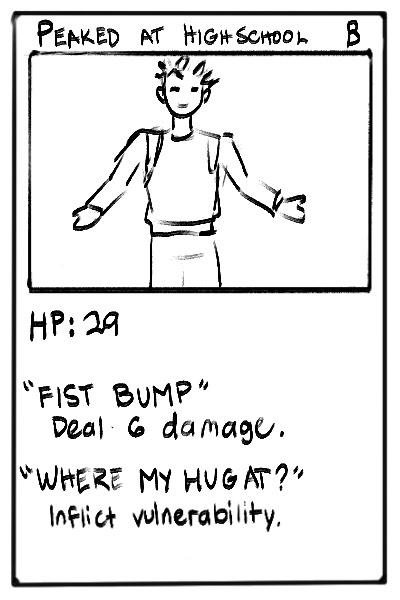 PEAKED AT HIGHSCHOOL B
HP: 29
"FIST BUMP"
Deal 6 damage.
"WHERE MY HUG AT?"
Inflict vulnerability.